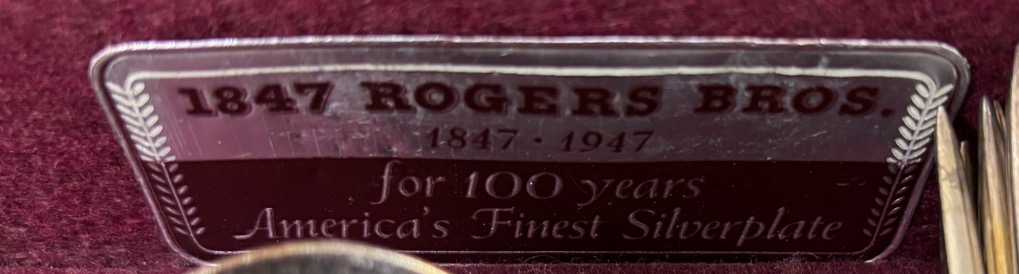 1847 ROGERS BROS.
1847 · 1947
for 100 years
America's Finest Silverplate